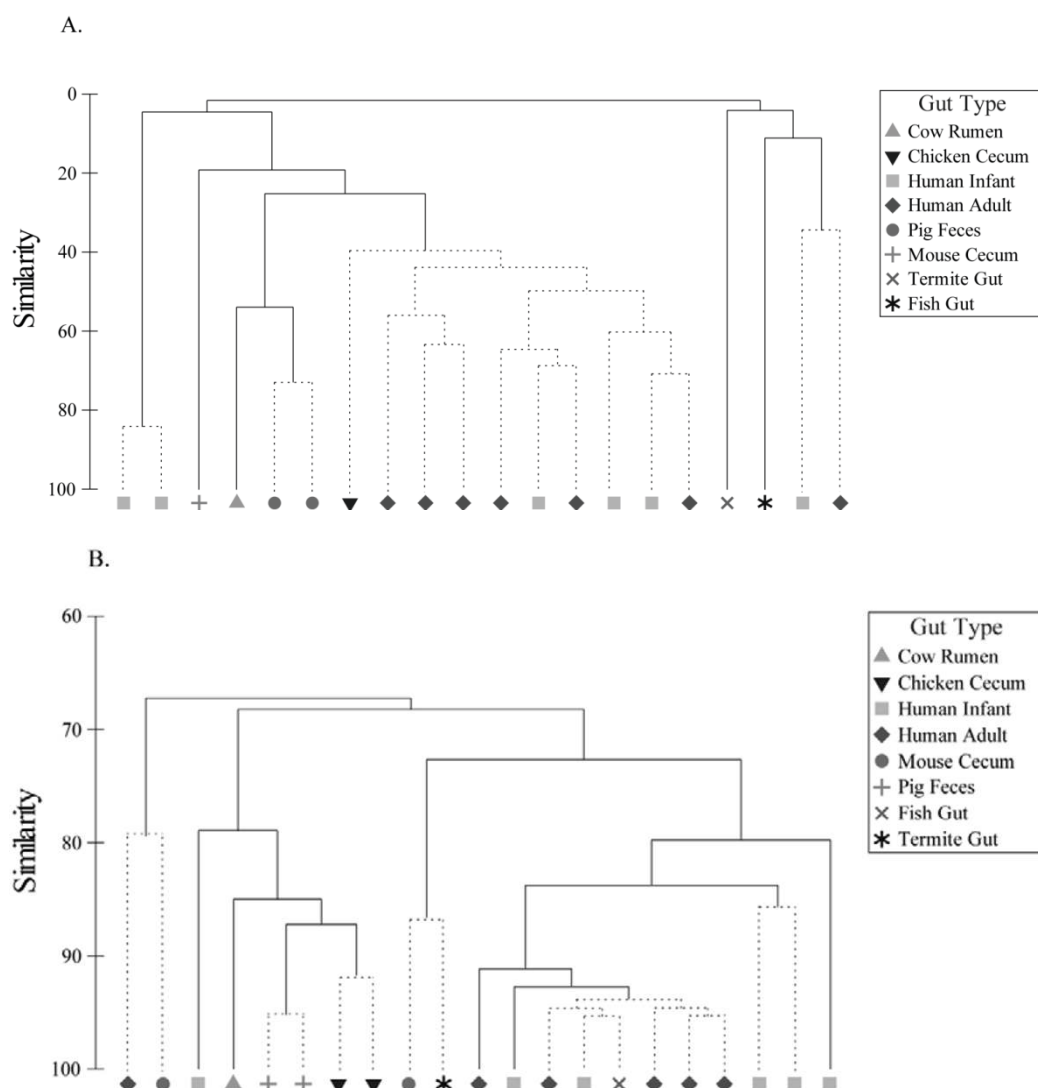 A.
0
20
40
60
80
100
Similarity
Gut Type
Cow Rumen
Chicken Cecum
Human Infant
Human Adult
Pig Feces
Mouse Cecum
Termite Gut
Fish Gut
B.
60
70
80
90
100
Similarity
Gut Type
Cow Rumen
Chicken Cecum
Human Infant
Human Adult
Mouse Cecum
Pig Feces
Fish Gut
Termite Gut